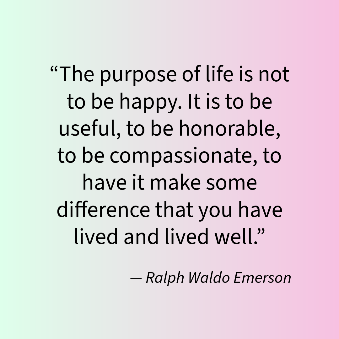 “The purpose of life is not
to be happy. It is to be
useful, to be honorable,
to be compassionate, to
have it make some
difference that you have
lived and lived well.”
— Ralph Waldo Emerson